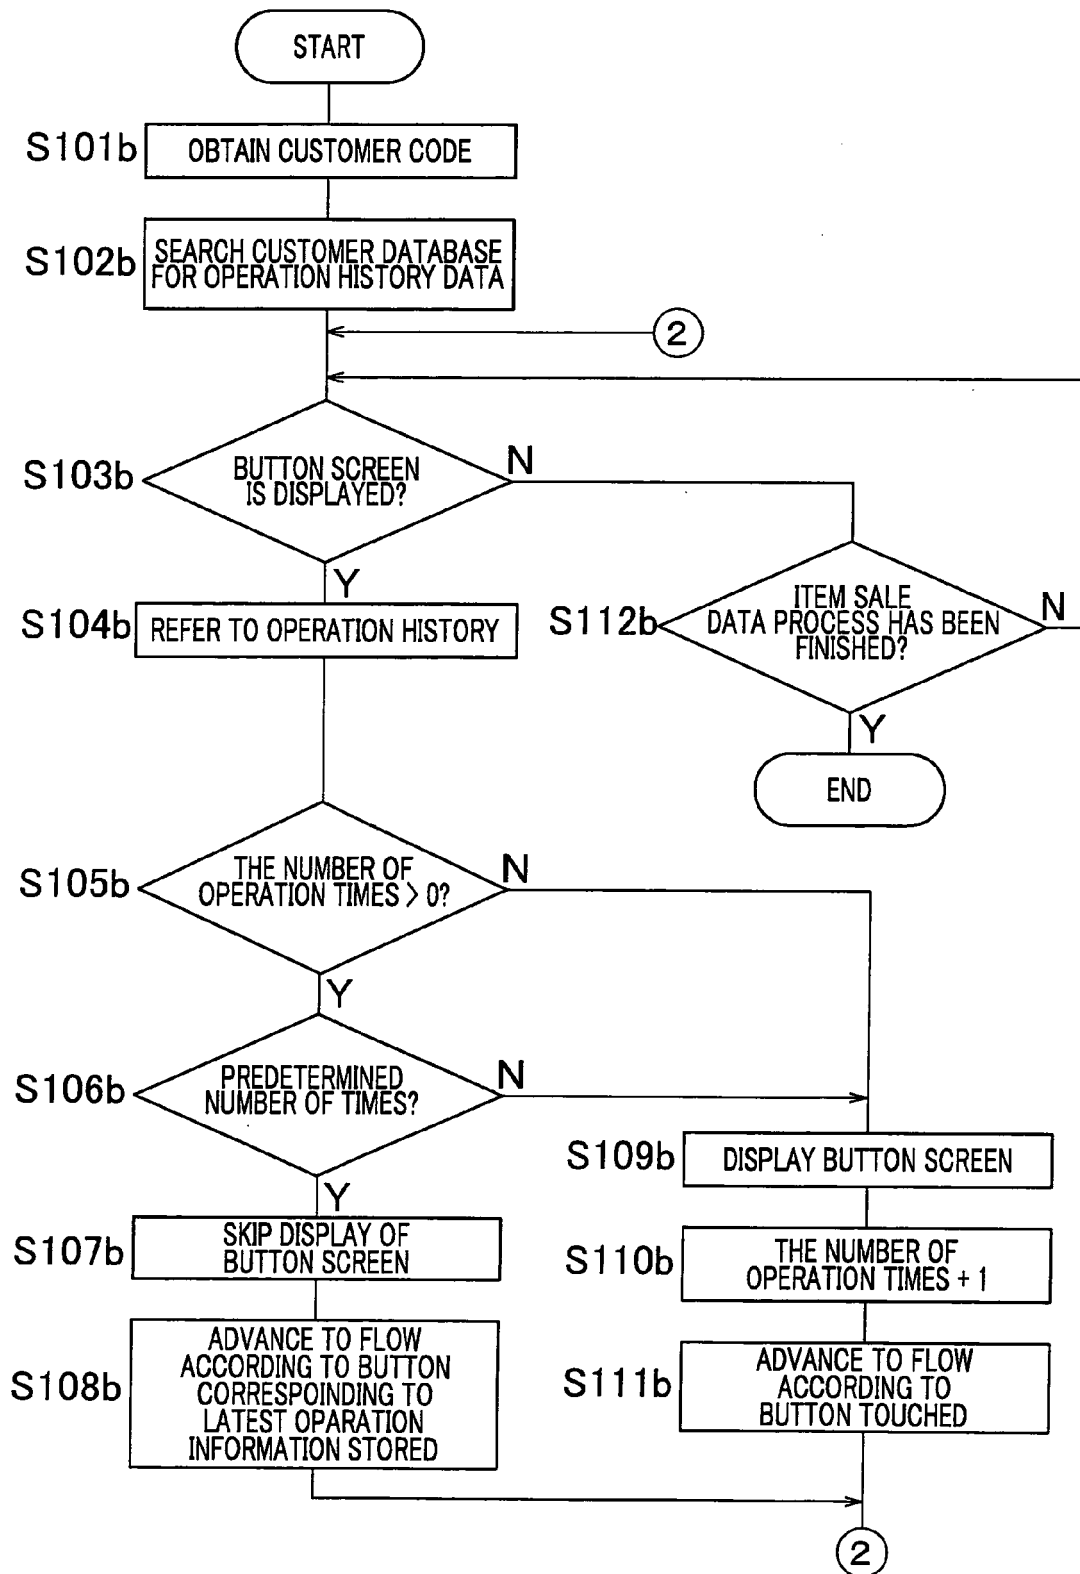 START
S101b
OBTAIN CUSTOMER CODE
S102b
SEARCH CUSTOMER DATABASE
FOR OPERATION HISTORY DATA
2
S103b
BUTTON SCREEN
IS DISPLAYED?
N
Y
S104b
REFER TO OPERATION HISTORY
S112b
ITEM SALE
DATA PROCESS HAS BEEN
FINISHED?
N
Y
END
S105b
THE NUMBER OF
OPERATION TIMES > 0?
N
Y
S106b
PREDETERMINED
NUMBER OF TIMES?
N
Y
S107b
SKIP DISPLAY OF
BUTTON SCREEN
S108b
ADVANCE TO FLOW
ACCORDING TO BUTTON
CORRESPOINDING TO
LATEST OPARATION
INFORMATION STORED
S109b
DISPLAY BUTTON SCREEN
S110b
THE NUMBER OF
OPERATION TIMES + 1
S111b
ADVANCE TO FLOW
ACCORDING TO
BUTTON TOUCHED
2